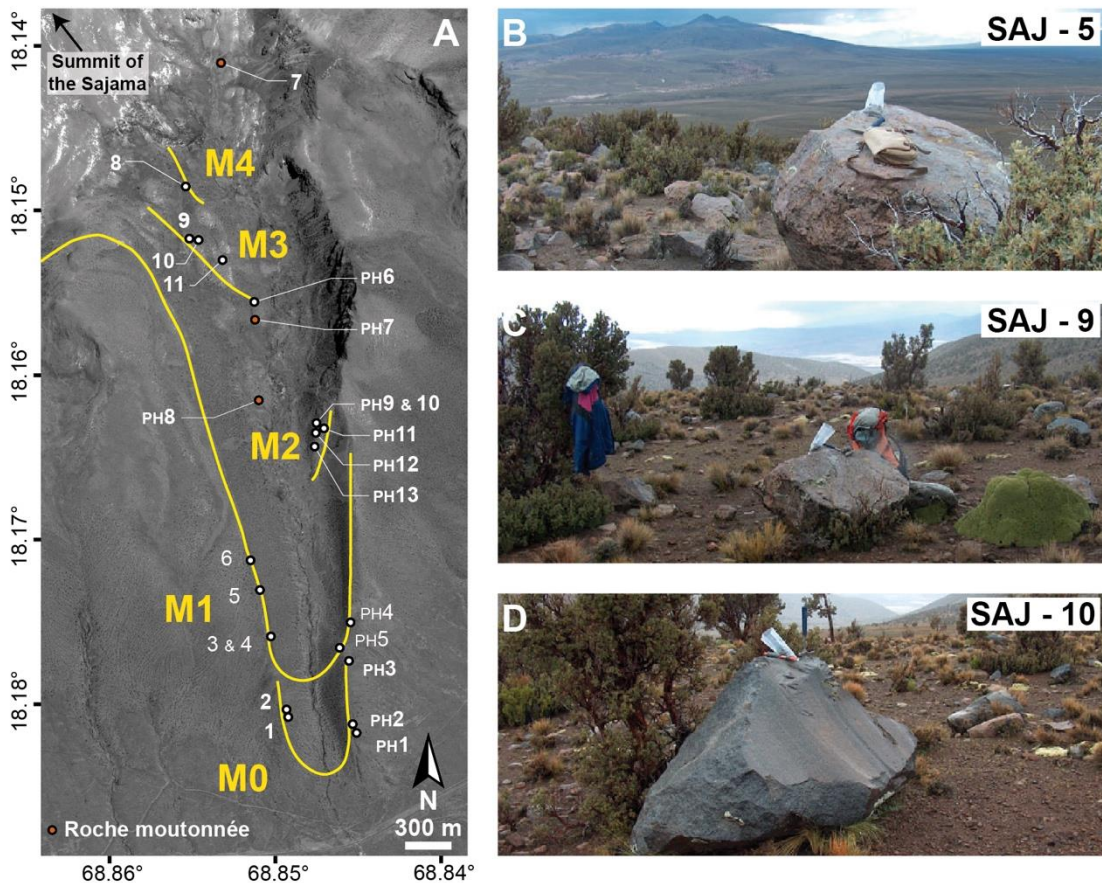 A
18.14°
Summit of
the Sajama
7
M4
8
18.15°
9
M3
10
11
PH6
PH7
18.16°
PH8
PH9 & 10
M2
PH11
PH12
PH13
18.17°
6
5
M1
PH4
3 & 4
PH5
PH3
18.18°
2
PH2
1
PH1
M0
N
Roche moutonnée
300 m
68.86°
68.85°
68.84°
B
SAJ - 5
C
SAJ - 9
D
SAJ - 10